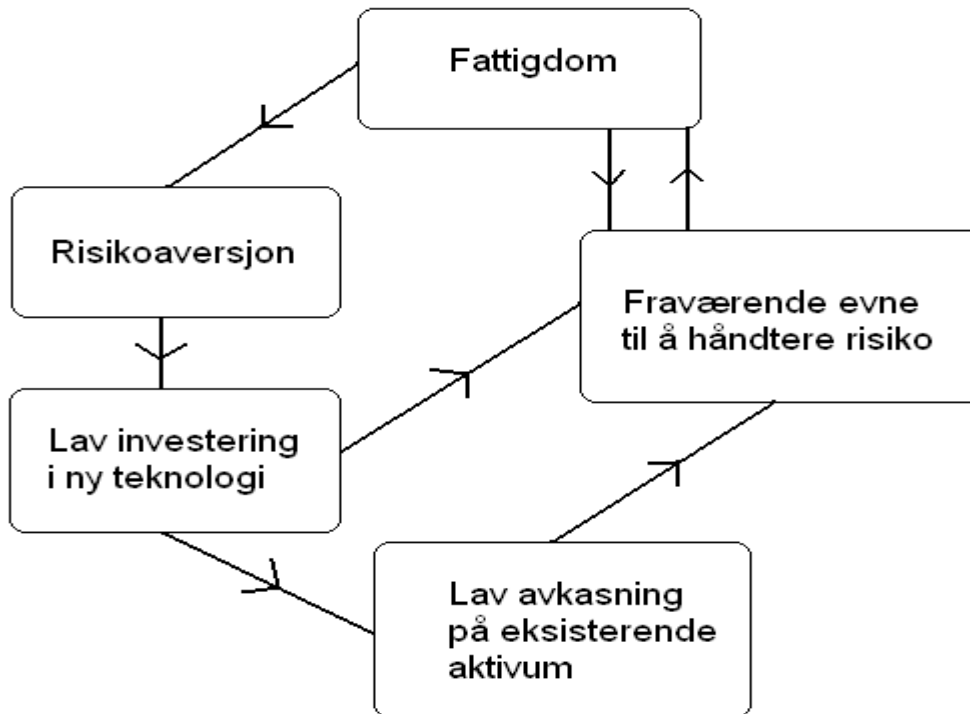 Fattigdom
Risikoaversjon
Fraværende evne
til å håndtere risiko
Lav investering
i ny teknologi
Lav avkasning
på eksisterende
aktivum